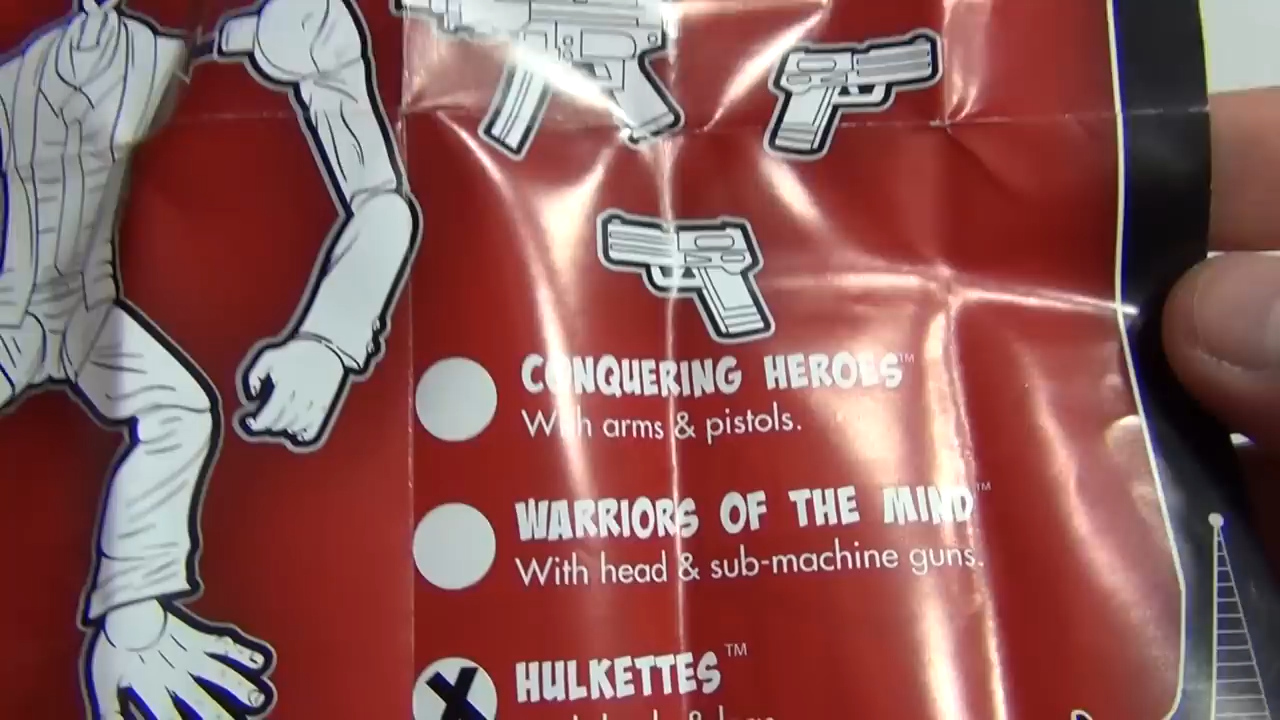 CONQUERING HEROES™
With arms & pistols.
WARRIORS OF THE MIND™
With head & sub-machine guns.
X HULKETTES™